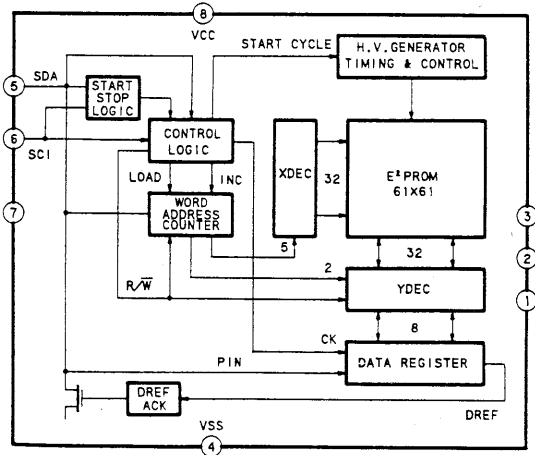 8
VCC
START CYCLE
H.V. GENERATOR
TIMING & CONTROL
5
SDA
START
STOP
LOGIC
6
SCI
CONTROL
LOGIC
XDEC
32
E²PROM
61X61
LOAD
INC
7
WORD
ADDRESS
COUNTER
5
3
2
1
32
2
YDEC
R/W̅
8
CK
DATA REGISTER
PIN
DREF
ACK
DREF
VSS
4